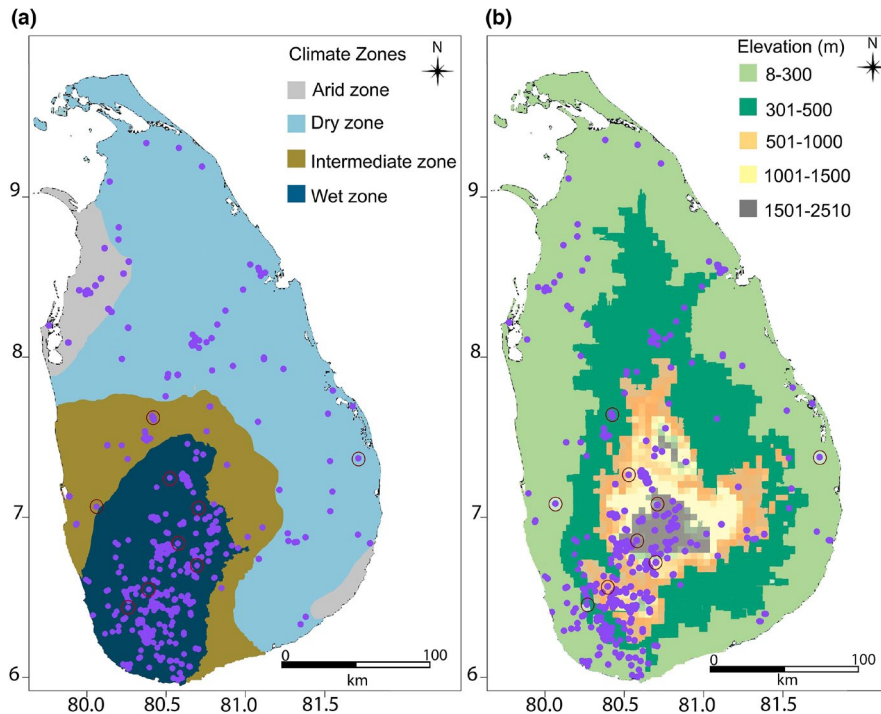 (a)
Climate Zones
N
Arid zone
Dry zone
Intermediate zone
Wet zone
9
8
7
6
80.0 80.6 81.0 81.5
0 100
km
(b)
Elevation (m)
N
8-300
301-500
501-1000
1001-1500
1501-2510
9
8
7
6
80.0 80.5 81.0 81.5
0 100
km